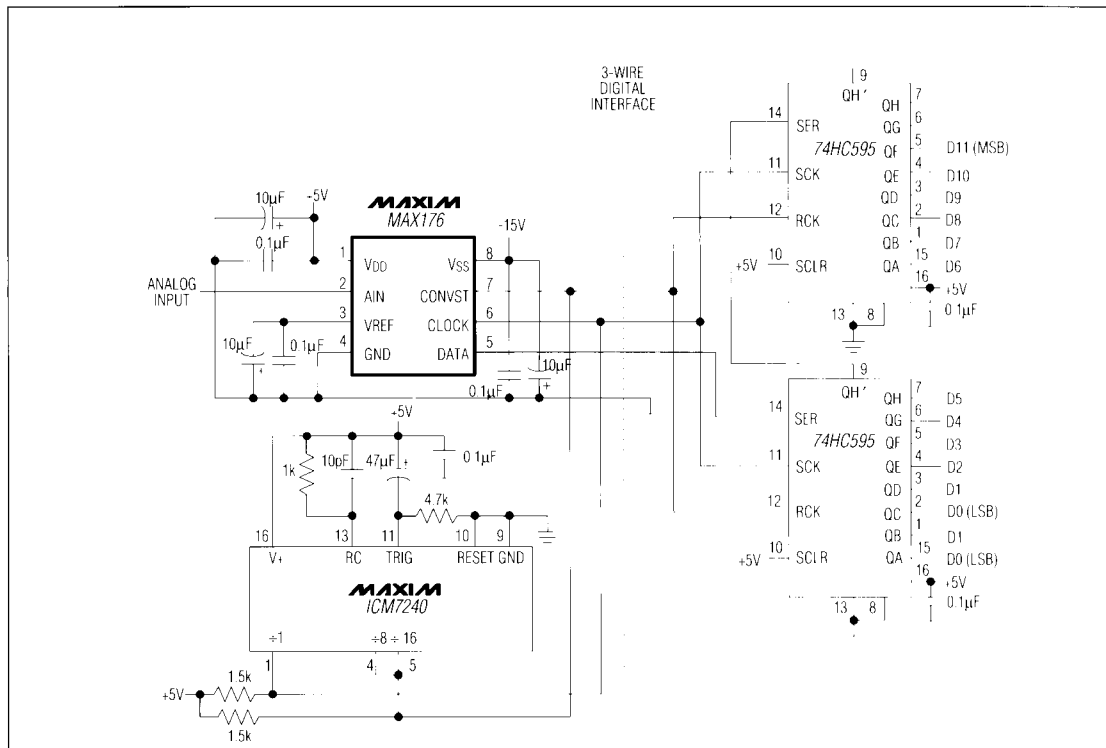 3-WIRE
DIGITAL
INTERFACE
9
QH'
QH 7
QG 6
14 SER
74HC595
QF 5 D11 (MSB)
QE 4 D10
11 SCK
QD 3 D9
12 RCK
QC 2 D8
QB 1 D7
+5V 10 SCLR
QA 15 D6
16 +5V
0.1µF
13 8
10µF
+
-5V
0.1µF
MAXIM
MAX176
-15V
ANALOG
INPUT
1 VDD
VSS 8
2 AIN
CONVST 7
3 VREF
CLOCK 6
4 GND
DATA 5
10µF
+
0.1µF
0.1µF
10µF
+
9
QH'
QH 7 D5
14 SER
QG 6 D4
74HC595
QF 5 D3
11 SCK
QE 4 D2
QD 3 D1
12 RCK
QC 2 D0 (LSB)
QB 1 D1
+5V 10 SCLR
QA 15 D0 (LSB)
16 +5V
0.1µF
13 8
+5V
1k
10pF
47µF
+
0.1µF
4.7k
16 13 11 10 9
V+ RC TRIG RESET GND
MAXIM
ICM7240
÷1 ÷8 ÷16
1 4 5
+5V
1.5k
1.5k